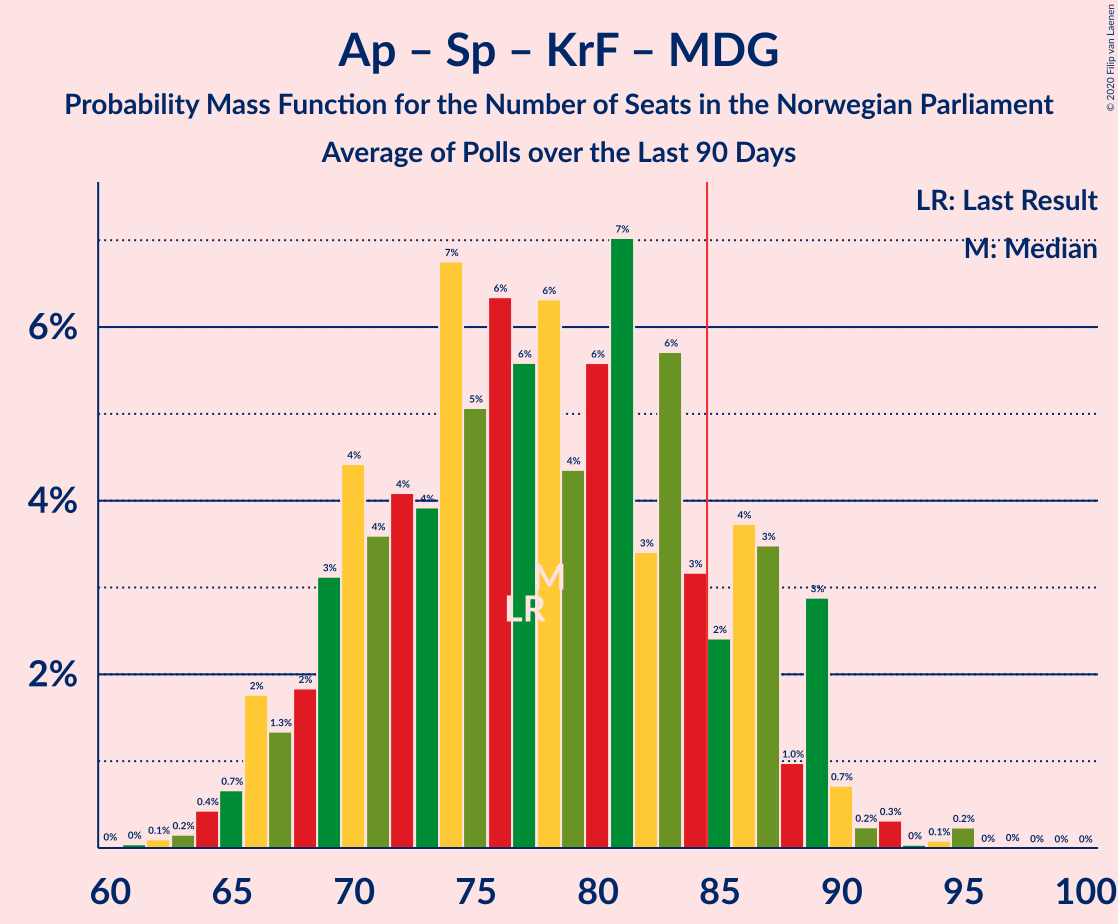 Ap – Sp – KrF – MDG
Probability Mass Function for the Number of Seats in the Norwegian Parliament
Average of Polls over the Last 90 Days
© 2020 Filip van Laenen
LR: Last Result
M: Median
6%
4%
2%
0% 0% 0.1% 0.2% 0.4% 0.7% 2% 1.3% 2% 3% 4% 4% 4% 4% 7% 5% 6% 6% 6% 4% 6% 7% 3% 6% 3% 2% 4% 3% 1.0% 3% 0.7% 0.2% 0.3% 0% 0.1% 0.2% 0% 0% 0% 0% 0%
M
LR
60 65 70 75 80 85 90 95 100